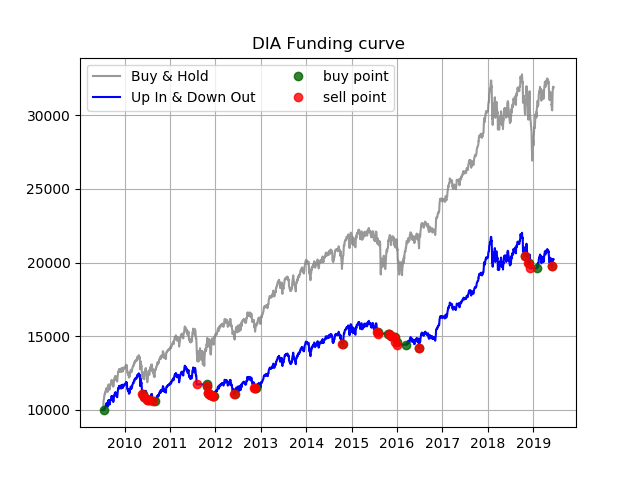 DIA Funding curve
Buy & Hold
Up In & Down Out
buy point
sell point
30000
25000
20000
15000
10000
2010 2011 2012 2013 2014 2015 2016 2017 2018 2019